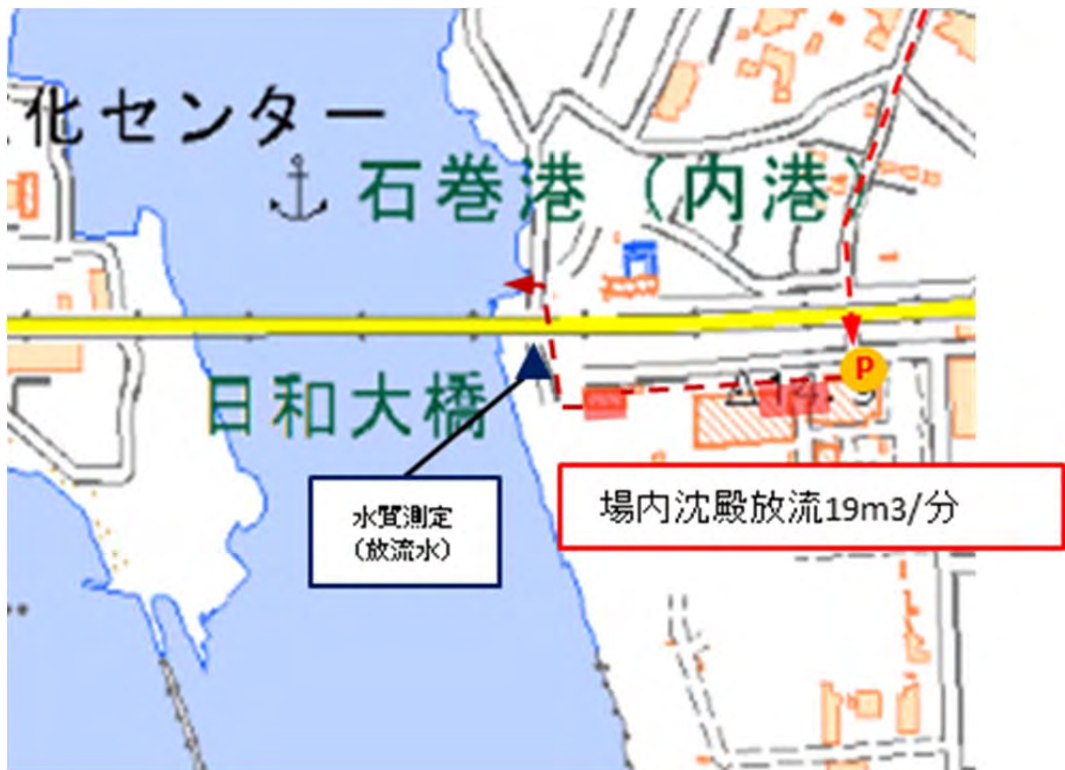 化センター
石巻港（内港）
日和大橋
P
水質測定
（放流水）
場内沈殿放流19m3/分